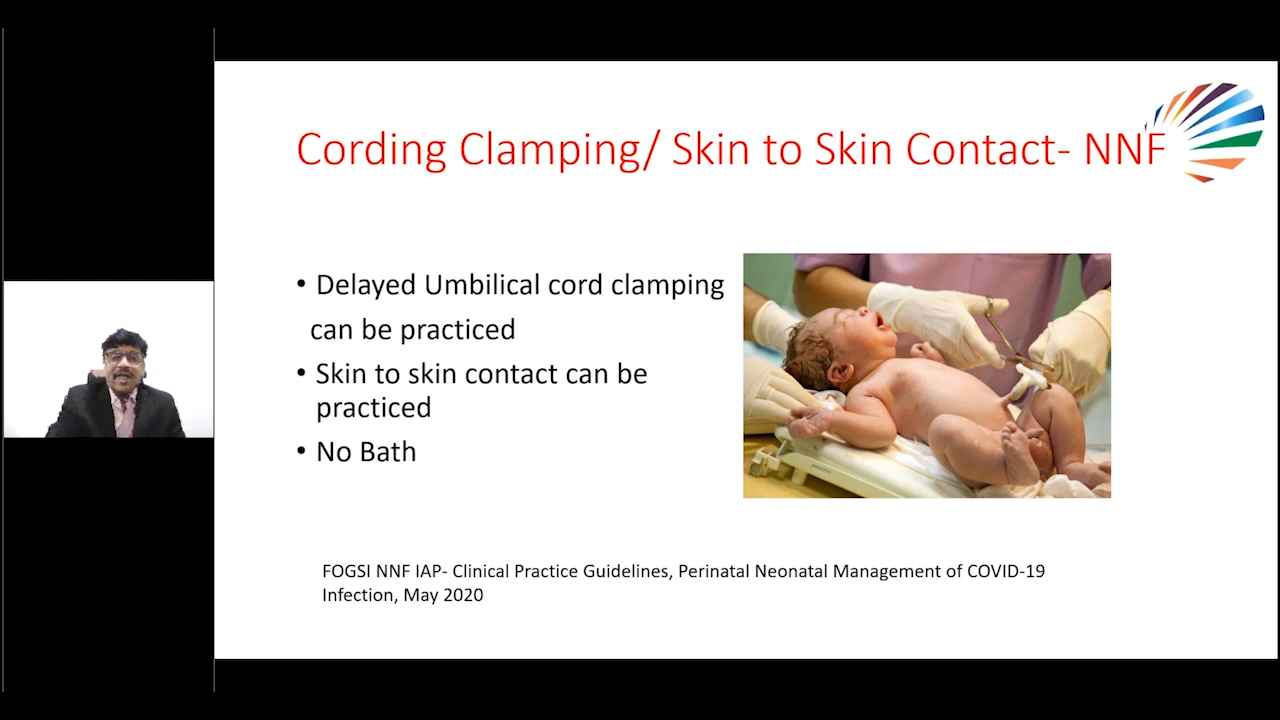 Cording Clamping/ Skin to Skin Contact- NNF
• Delayed Umbilical cord clamping
can be practiced
• Skin to skin contact can be
practiced
• No Bath
FOGSI NNF IAP- Clinical Practice Guidelines, Perinatal Neonatal Management of COVID-19
Infection, May 2020